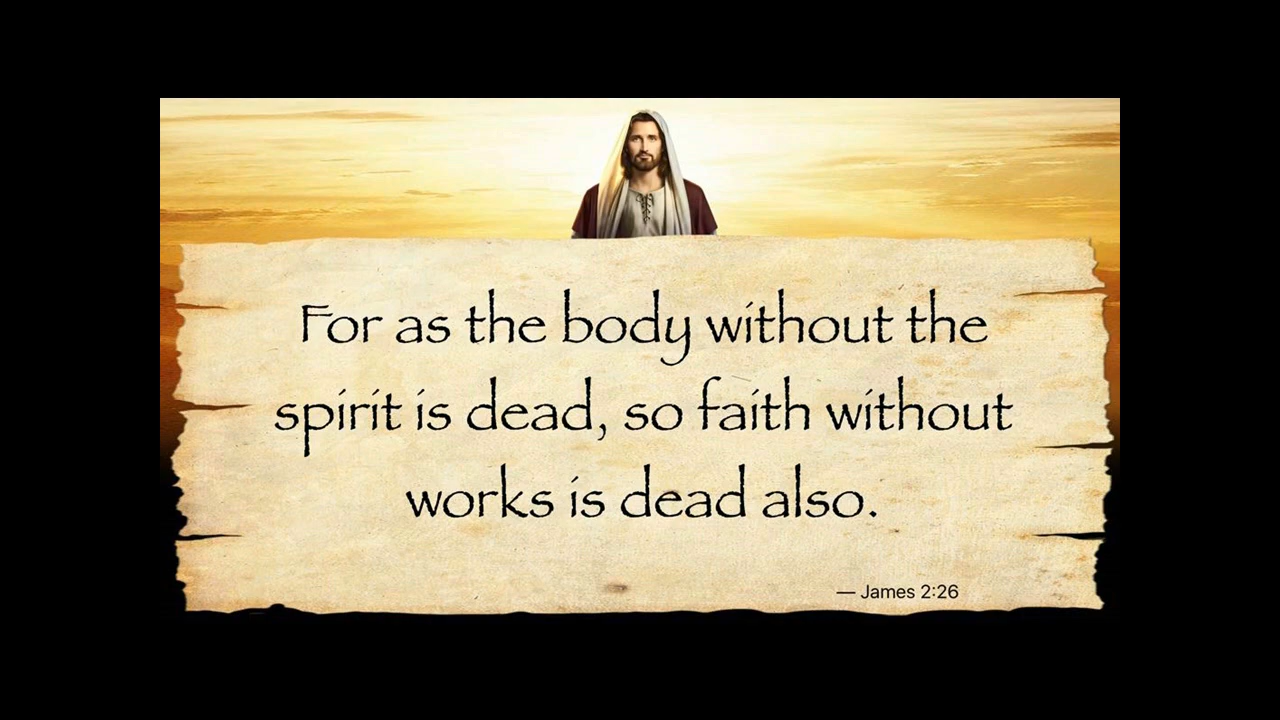 For as the body without the
spirit is dead, so faith without
works is dead also.
— James 2:26